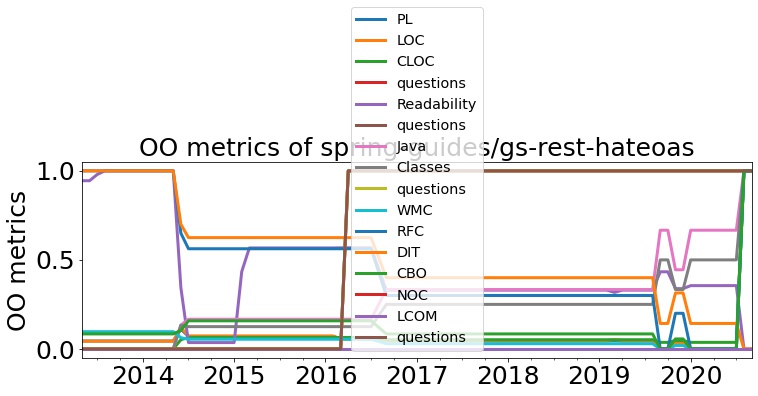 PL
LOC
CLOC
questions
Readability
questions
OO metrics of spring-guides/gs-rest-hateoas
Java
Classes
questions
WMC
RFC
DIT
CBO
NOC
LCOM
questions
OO metrics
1.0
0.5
0.0
2014 2015 2016 2017 2018 2019 2020